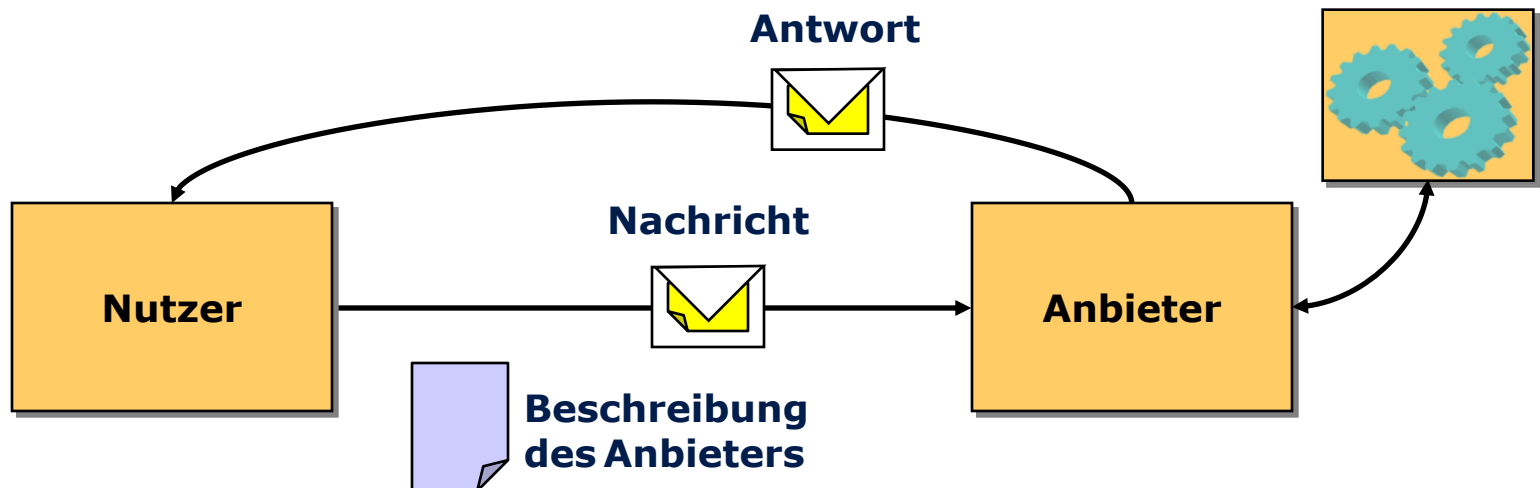 Antwort
Nachricht
Nutzer
Anbieter
Beschreibung
des Anbieters